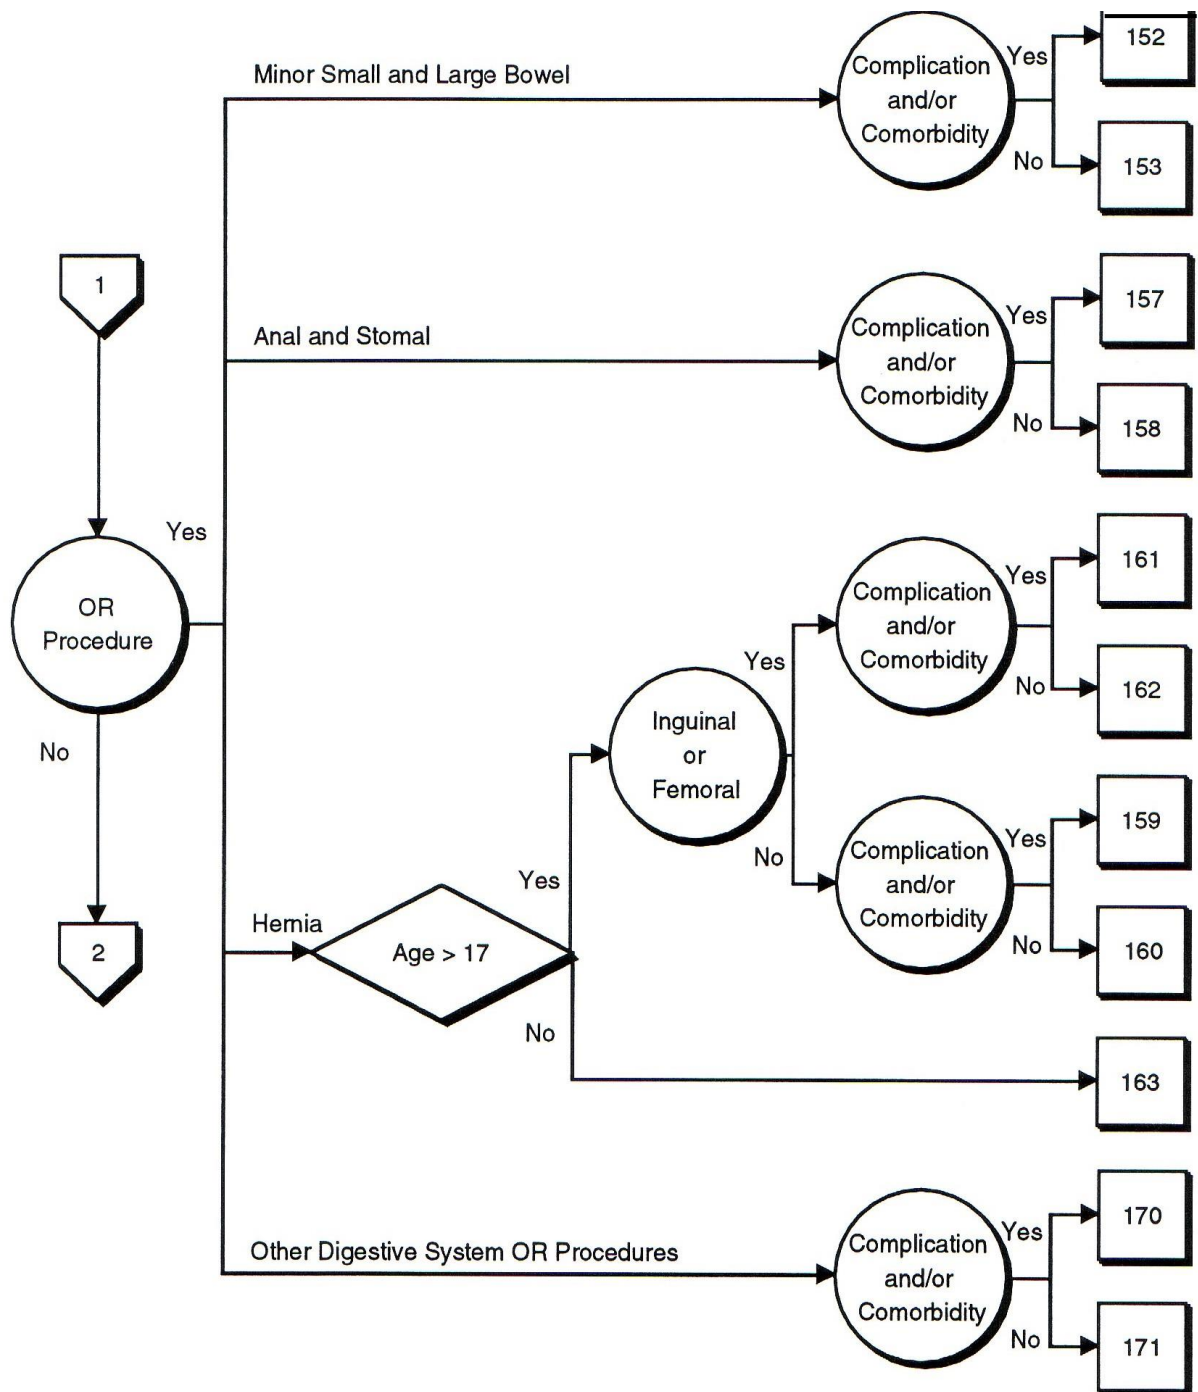 152
Minor Small and Large Bowel
Complication
and/or
Comorbidity
Yes
No
153
1
Anal and Stomal
Complication
and/or
Comorbidity
Yes
157
No
158
Yes
OR
Procedure
No
2
Hernia
Age > 17
Yes
No
Inguinal
or
Femoral
Yes
No
Complication
and/or
Comorbidity
Yes
161
No
162
Complication
and/or
Comorbidity
Yes
159
No
160
163
Other Digestive System OR Procedures
Complication
and/or
Comorbidity
Yes
170
No
171